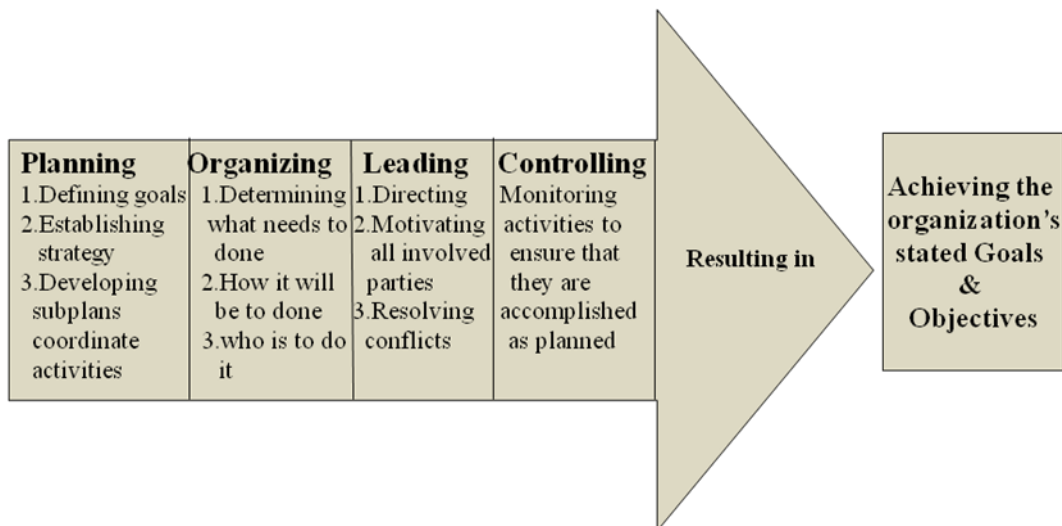 Planning
1.Defining goals
2.Establishing
strategy
3.Developing
subplans
coordinate
activities
Organizing
1.Determining
what needs to
done
2.How it will
be to done
3.who is to do
it
Leading
1.Directing
2.Motivating
all involved
parties
3.Resolving
conflicts
Controlling
Monitoring
activities to
ensure that
they are
accomplished
as planned
Resulting in
Achieving the
organization's
stated Goals
&
Objectives